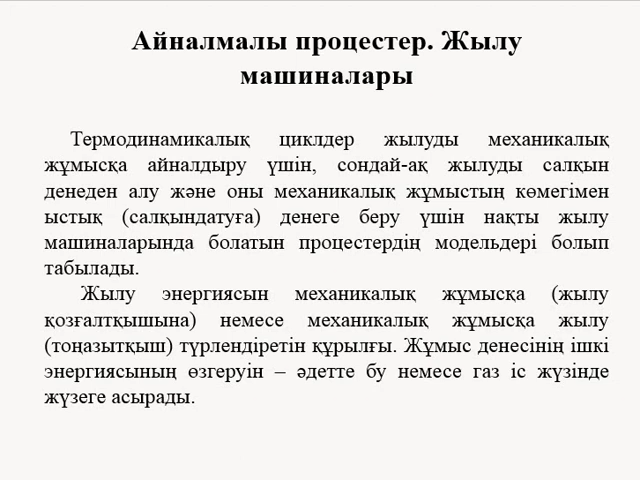 Айналмалы процестер. Жылу
машиналары
Термодинамикалық циклдер жылуды механикалық
жұмысқа айналдыру үшін, сондай-ақ жылуды салқын
денеден алу және оны механикалық жұмыстың көмегімен
ыстық (салқындатуға) денеге беру үшін нақты жылу
машиналарында болатын процестердің модельдері болып
табылады.
Жылу энергиясын механикалық жұмысқа (жылу
қозғалтқышына) немесе механикалық жұмысқа жылу
(тоңазытқыш) түрлендіретін құрылғы. Жұмыс денесінің ішкі
энергиясының өзгеруін – әдетте бу немесе газ іс жүзінде
жүзеге асырады.